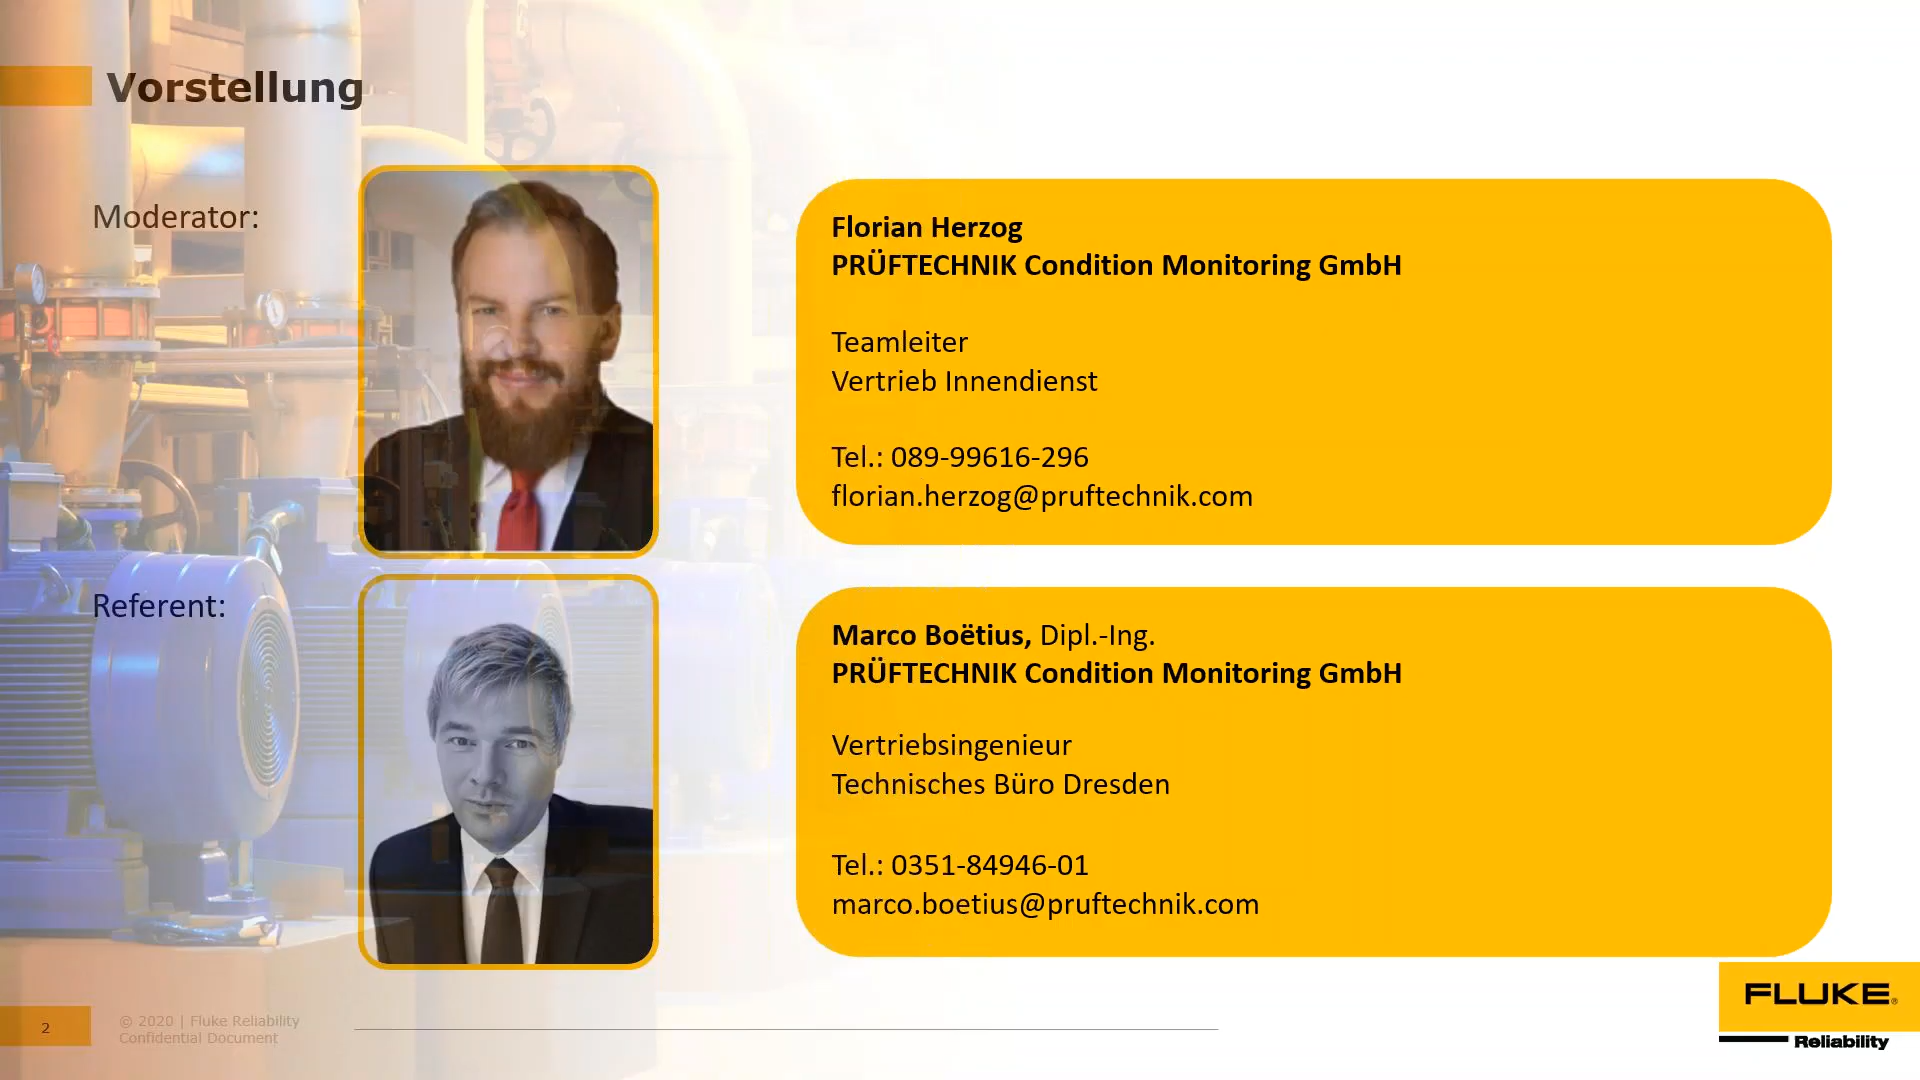 Vorstellung
Moderator:
Florian Herzog
PRÜFTECHNIK Condition Monitoring GmbH
Teamleiter
Vertrieb Innendienst
Tel.: 089-99616-296
florian.herzog@pruftechnik.com
Referent:
Marco Boëtius, Dipl.-Ing.
PRÜFTECHNIK Condition Monitoring GmbH
Vertriebsingenieur
Technisches Büro Dresden
Tel.: 0351-84946-01
marco.boetius@pruftechnik.com
2
© 2020 | Fluke Reliability
Confidential Document
FLUKE®
Reliability